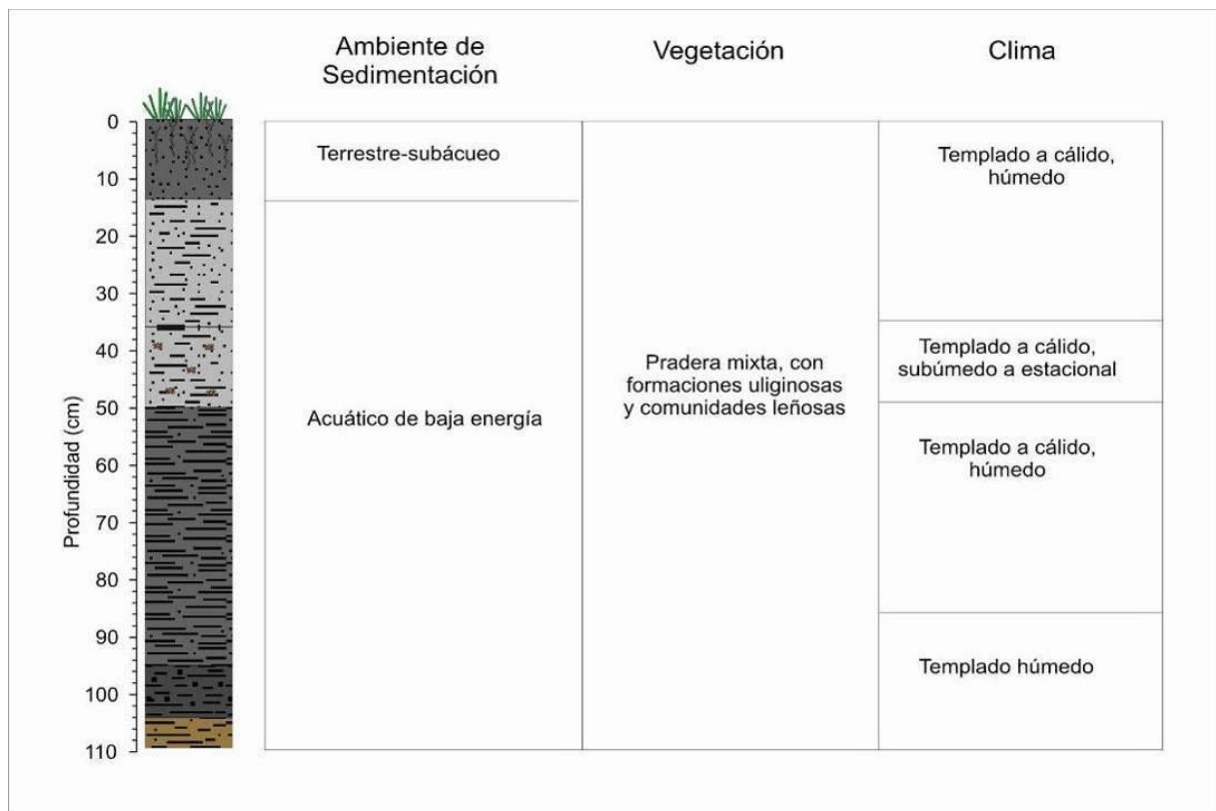 Ambiente de
Sedimentación
Vegetación
Clima
Profundidad (cm)
0
10
20
30
40
50
60
70
80
90
100
110
Terrestre-subácueo
Acuático de baja energía
Pradera mixta, con
formaciones uliginosas
y comunidades leñosas
Templado a cálido,
húmedo
Templado a cálido,
subúmedo a estacional
Templado a cálido,
húmedo
Templado húmedo